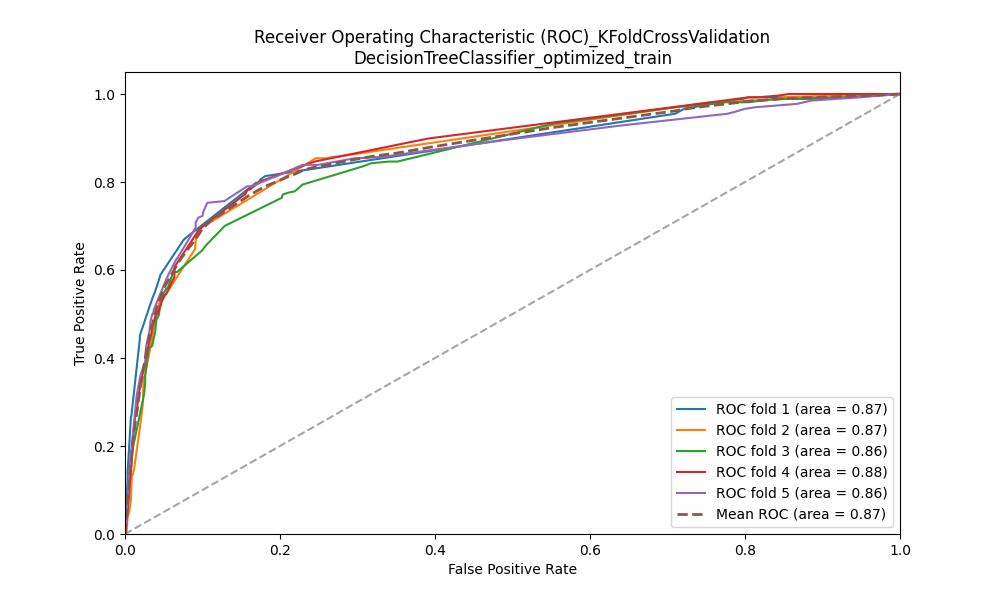 Receiver Operating Characteristic (ROC)_KFoldCrossValidation
DecisionTreeClassifier_optimized_train
True Positive Rate
1.0
0.8
0.6
0.4
0.2
0.0
0.0 0.2 0.4 0.6 0.8 1.0
False Positive Rate
ROC fold 1 (area = 0.87)
ROC fold 2 (area = 0.87)
ROC fold 3 (area = 0.86)
ROC fold 4 (area = 0.88)
ROC fold 5 (area = 0.86)
Mean ROC (area = 0.87)